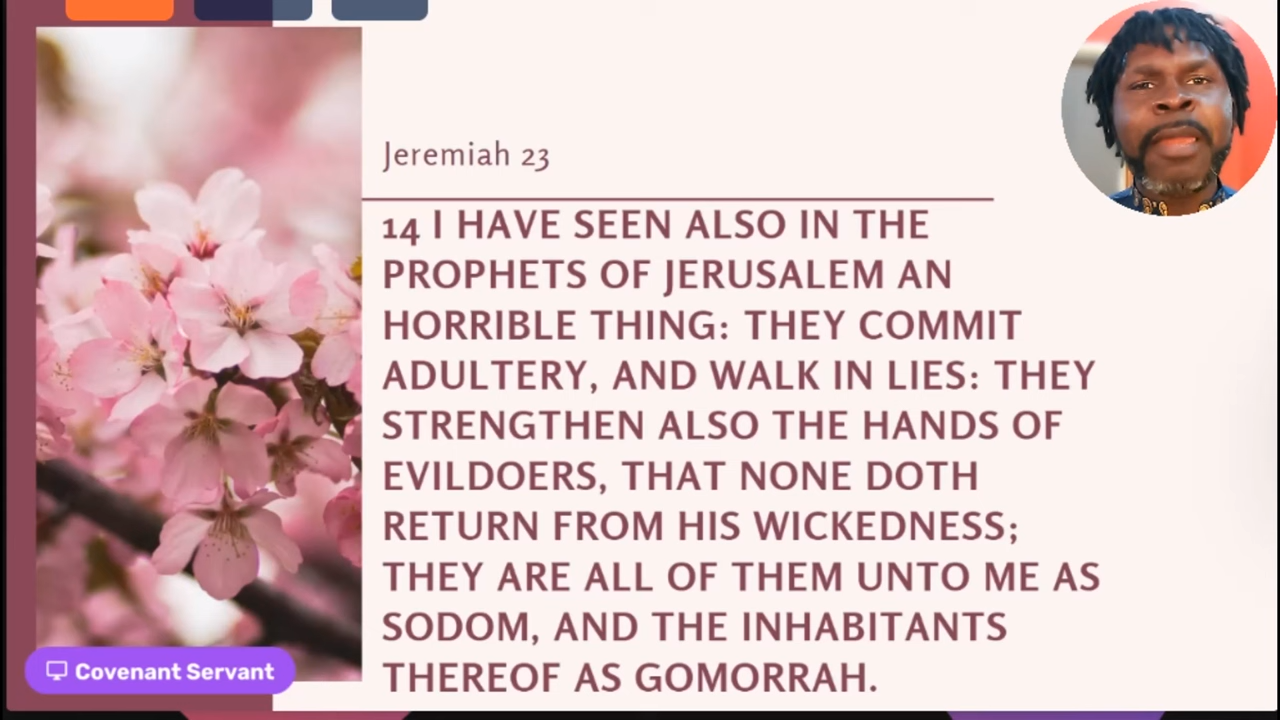 Jeremiah 23
14 I HAVE SEEN ALSO IN THE
PROPHETS OF JERUSALEM AN
HORRIBLE THING: THEY COMMIT
ADULTERY, AND WALK IN LIES: THEY
STRENGTHEN ALSO THE HANDS OF
EVILDOERS, THAT NONE DOTH
RETURN FROM HIS WICKEDNESS;
THEY ARE ALL OF THEM UNTO ME AS
SODOM, AND THE INHABITANTS
THEREOF AS GOMORRAH.
Covenant Servant